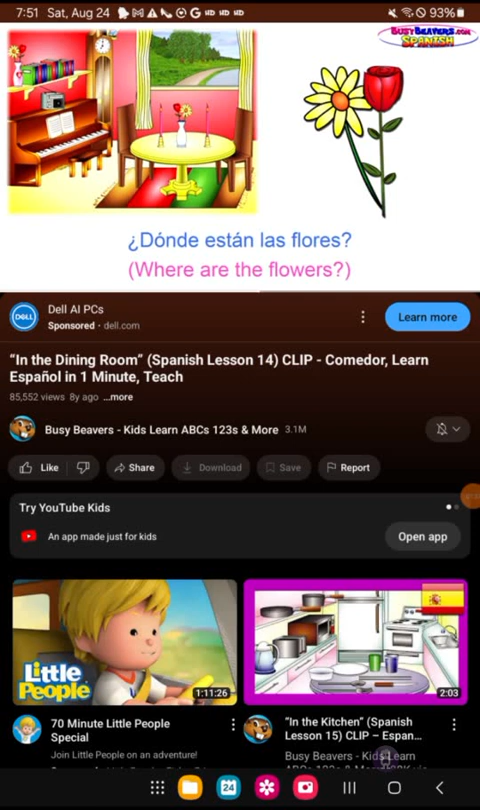 7:51 Sat, Aug 24 93%
BUSYBEAVERS.com
SPANISH
¿Dónde están las flores?
(Where are the flowers?)
DELL
Dell AI PCs
Sponsored • dell.com
Learn more
“In the Dining Room” (Spanish Lesson 14) CLIP - Comedor, Learn
Español in 1 Minute, Teach
85,552 views 8y ago ...more
Busy Beavers - Kids Learn ABCs 123s & More 3.1M
Like Share Download Save Report
Try YouTube Kids
An app made just for kids
Open app
Little
People
1:11:26
2:03
70 Minute Little People
Special
Join Little People on an adventure!
“In the Kitchen” (Spanish
Lesson 15) CLIP – Espan...
Busy Beavers - Kids Learn
24